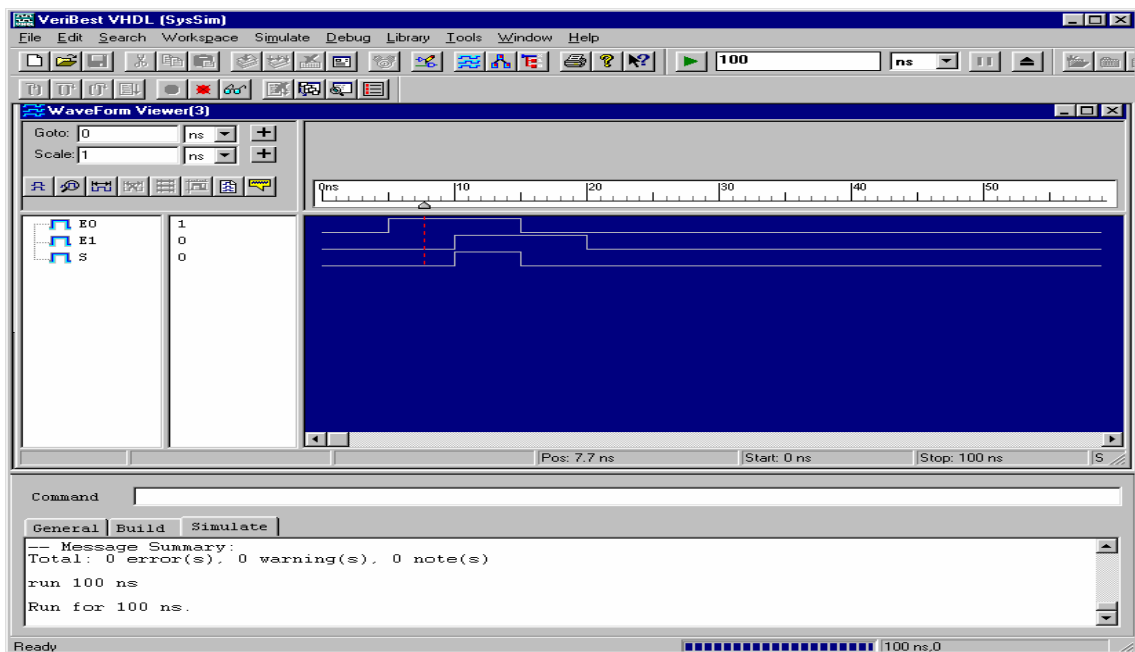 VeriBest VHDL (SysSim)
File Edit Search Workspace Simulate Debug Library Tools Window Help
100 ns
WaveForm Viewer(3)
Goto: 0 ns
Scale: 1 ns
0ns 10 20 30 40 50
E0 1
E1 0
S 0
Pos: 7.7 ns Start: 0 ns Stop: 100 ns S
Command
General Build Simulate
-- Message Summary:
Total: 0 error(s), 0 warning(s), 0 note(s)
run 100 ns
Run for 100 ns.
Ready 100 ns,0